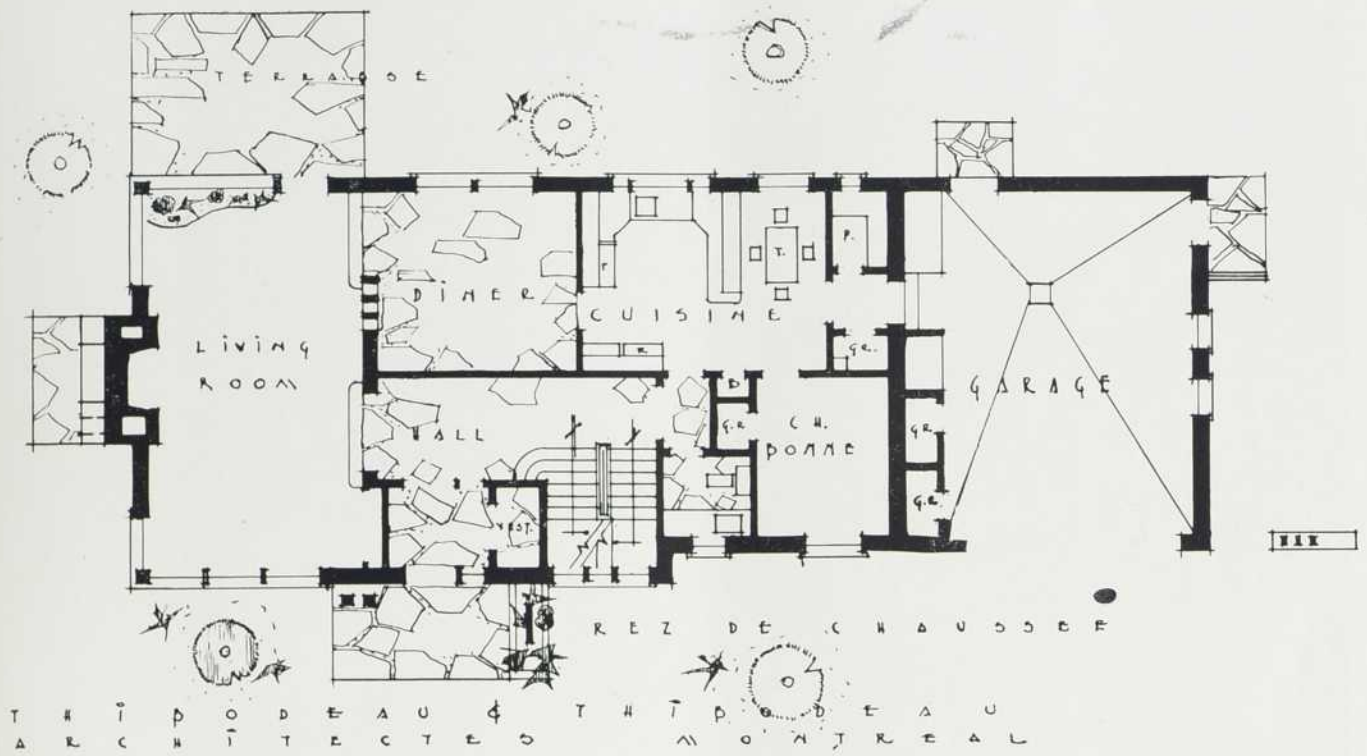 TERRASSE
LIVING
ROOM
DINER
CUISINE
T.
P.
F
R.
G.R.
HALL
D
G.R
CH.
BONNE
VEST.
GARAGE
G.R
G.R.
REZ DE CHAUSSEE
THIBODEAU & THIBODEAU
ARCHITECTES MONTREAL